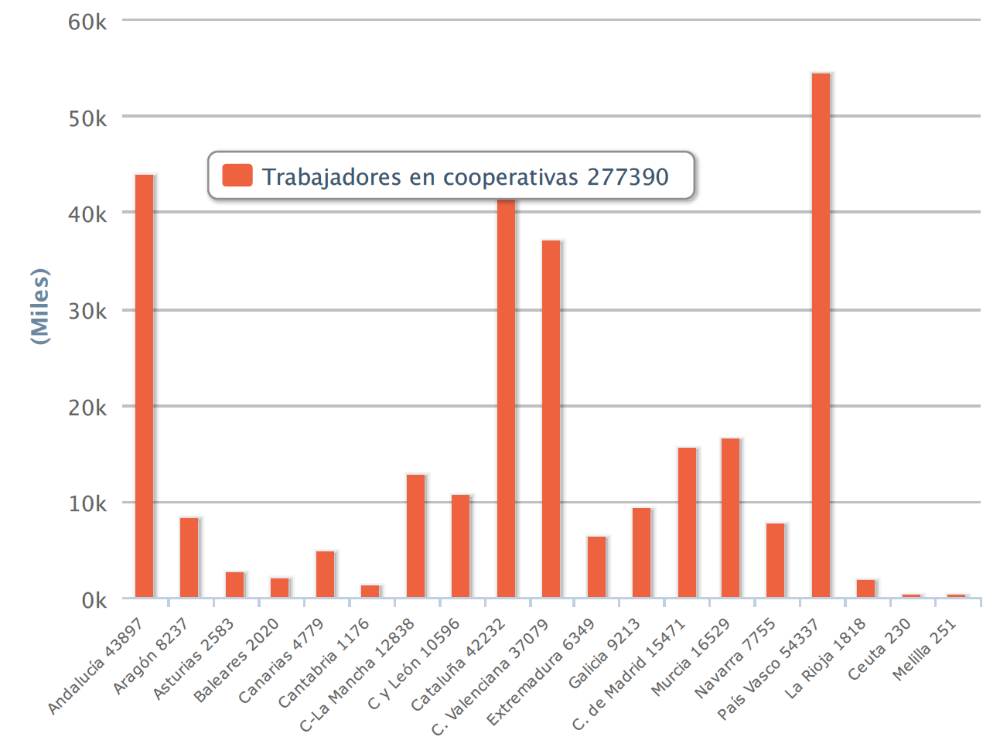 60k
50k
40k
30k
20k
10k
0k
(Miles)
Trabajadores en cooperativas 277390
Andalucía 43897
Aragón 8237
Asturias 2583
Baleares 2020
Canarias 4779
Cantabria 1176
C-La Mancha 12838
C y León 10596
Cataluña 42232
C. Valenciana 37079
Extremadura 6349
Galicia 9213
C. de Madrid 15471
Murcia 16529
Navarra 7755
País Vasco 54337
La Rioja 1818
Ceuta 230
Melilla 251